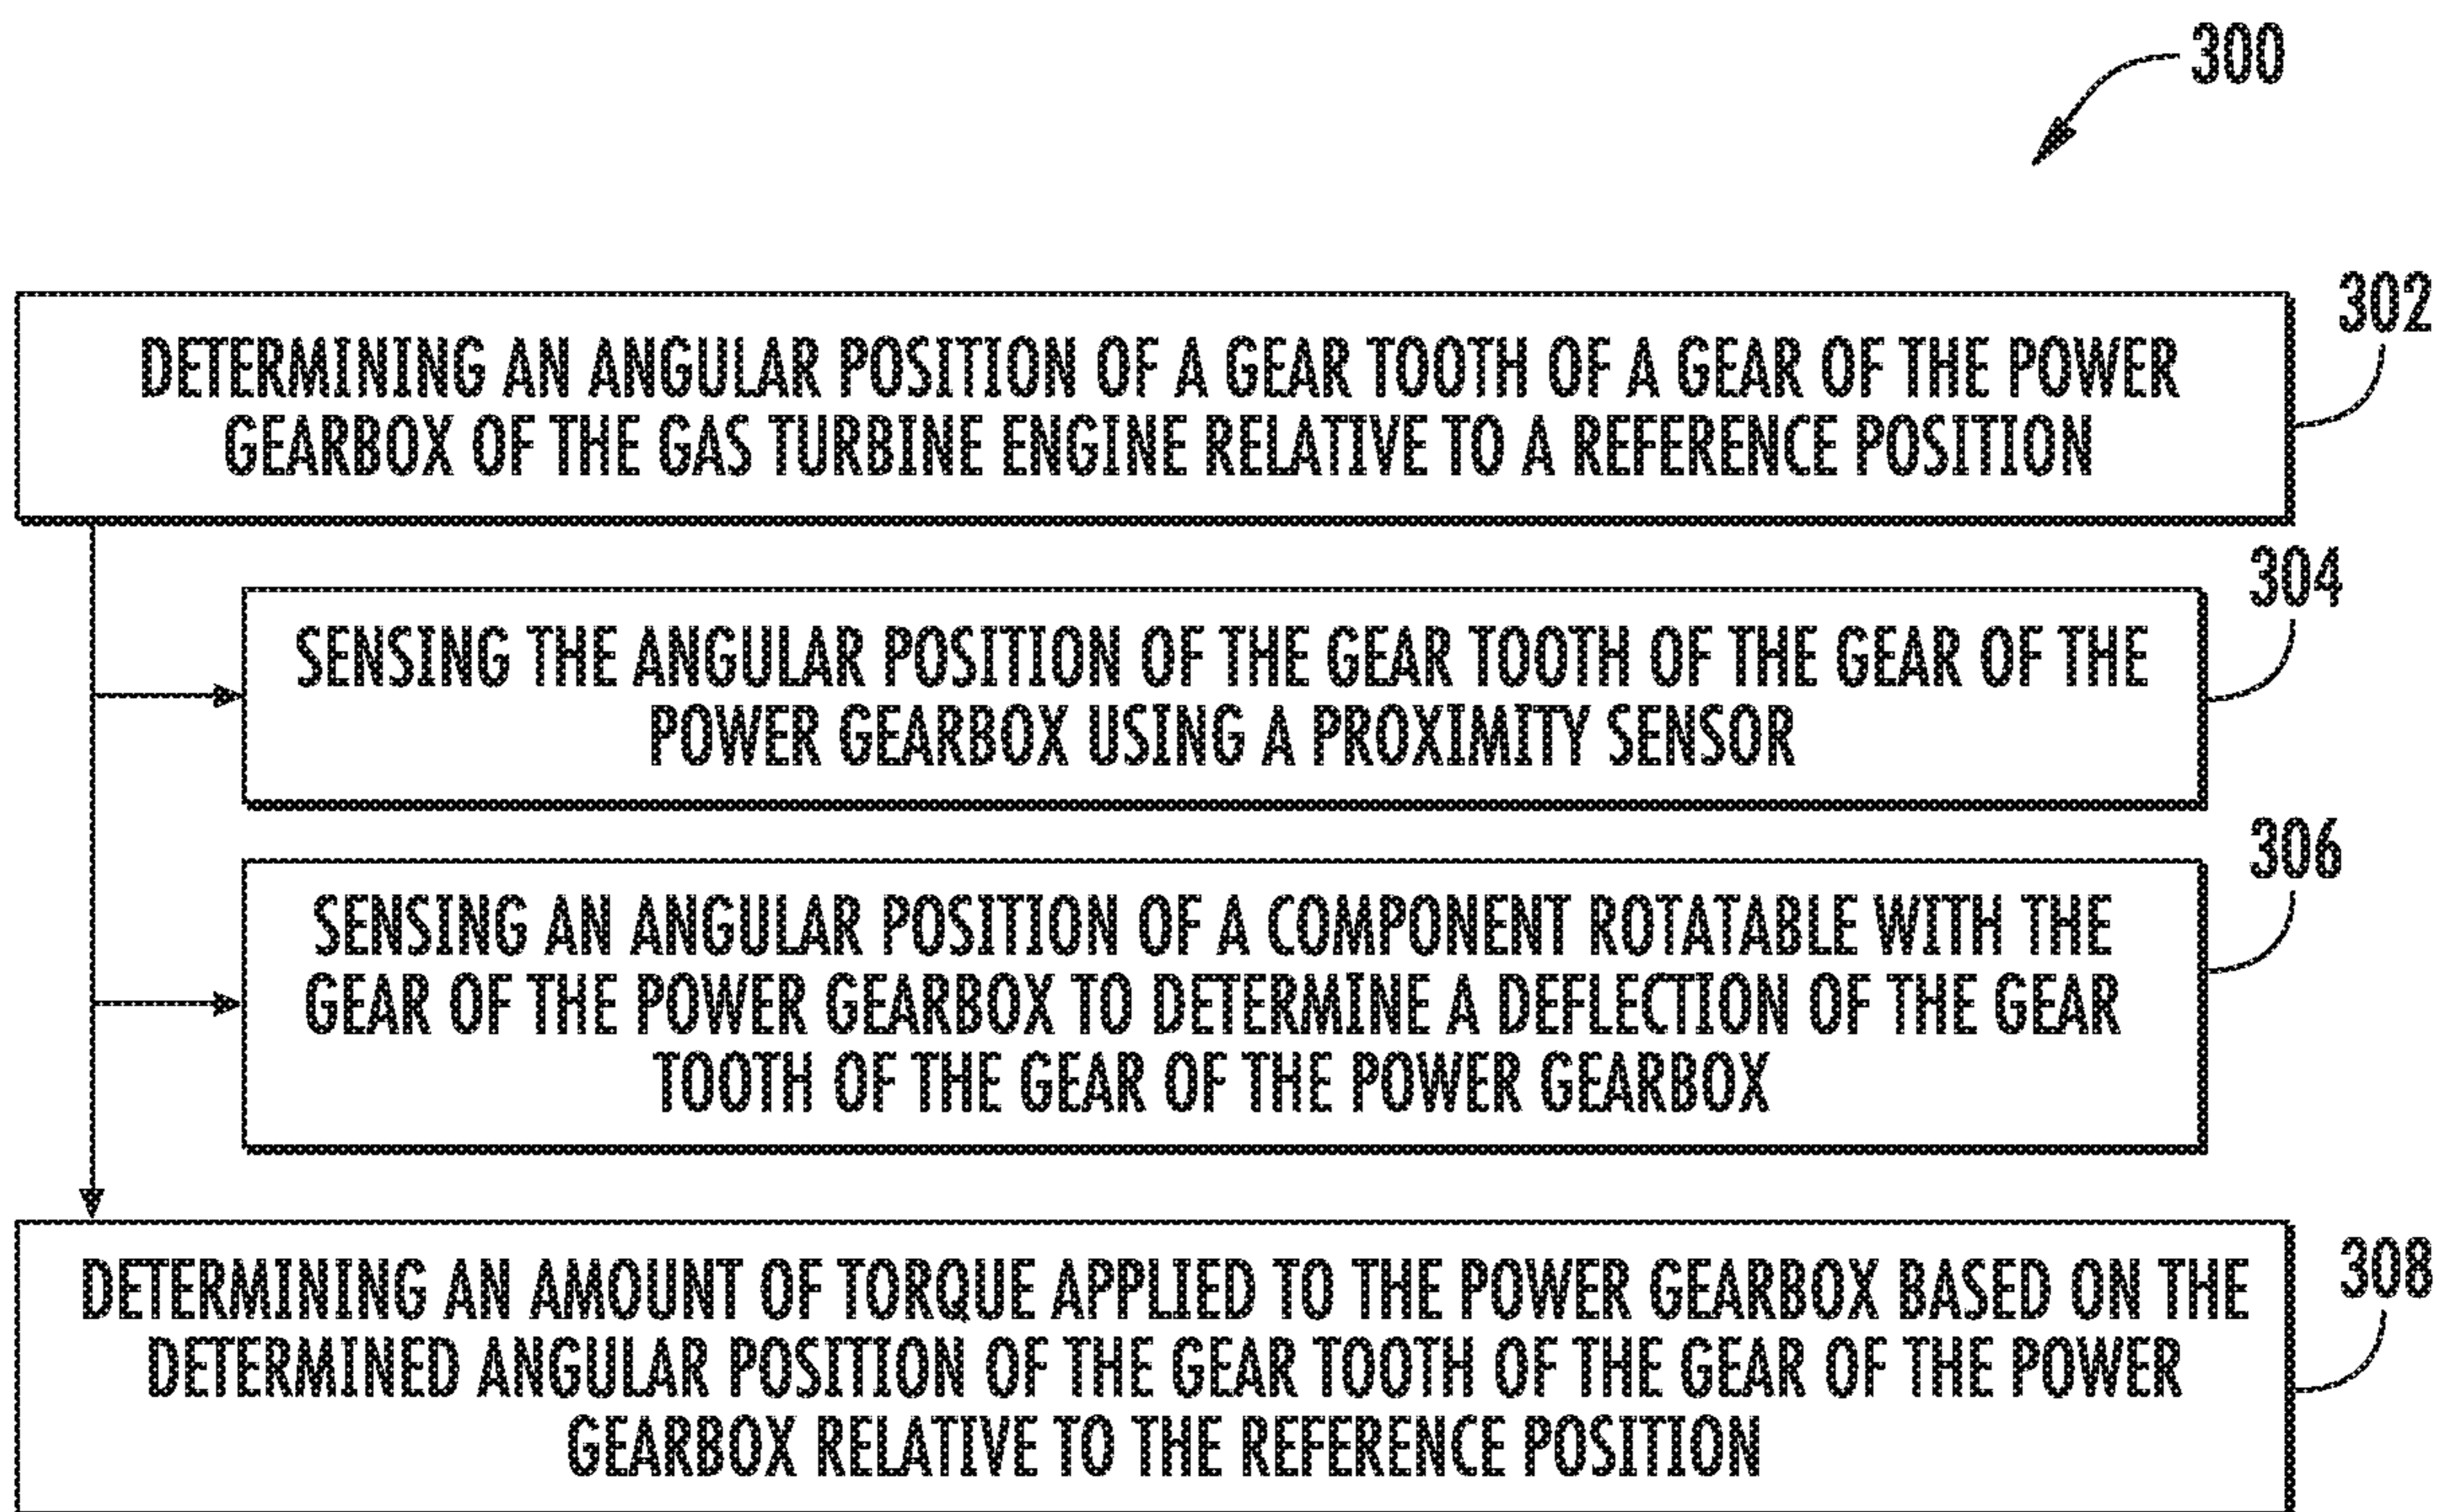 300
302
DETERMINING AN ANGULAR POSITION OF A GEAR TOOTH OF A GEAR OF THE POWER
GEARBOX OF THE GAS TURBINE ENGINE RELATIVE TO A REFERENCE POSITION
304
SENSING THE ANGULAR POSITION OF THE GEAR TOOTH OF THE GEAR OF THE
POWER GEARBOX USING A PROXIMITY SENSOR
306
SENSING AN ANGULAR POSITION OF A COMPONENT ROTATABLE WITH THE
GEAR OF THE POWER GEARBOX TO DETERMINE A DEFLECTION OF THE GEAR
TOOTH OF THE GEAR OF THE POWER GEARBOX
308
DETERMINING AN AMOUNT OF TORQUE APPLIED TO THE POWER GEARBOX BASED ON THE
DETERMINED ANGULAR POSITION OF THE GEAR TOOTH OF THE GEAR OF THE POWER
GEARBOX RELATIVE TO THE REFERENCE POSITION